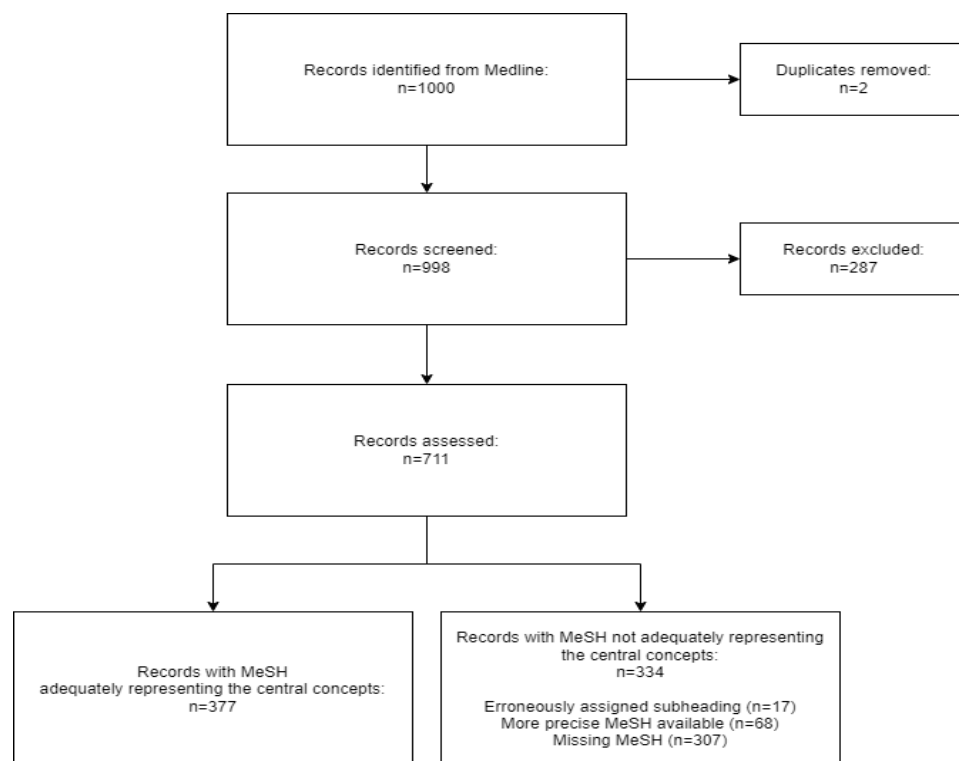 Records identified from Medline:
n=1000
Duplicates removed:
n=2
Records screened:
n=998
Records excluded:
n=287
Records assessed:
n=711
Records with MeSH
adequately representing the central concepts:
n=377
Records with MeSH not adequately representing
the central concepts:
n=334
Erroneously assigned subheading (n=17)
More precise MeSH available (n=68)
Missing MeSH (n=307)